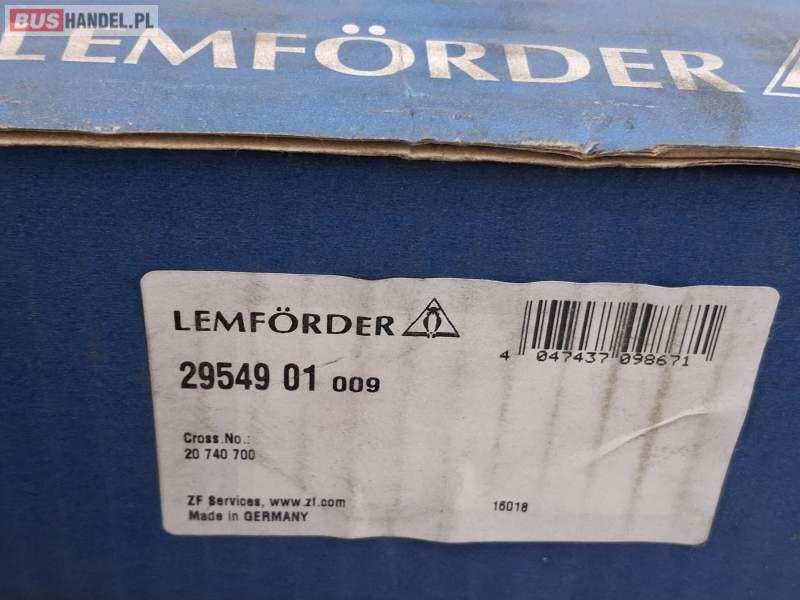 BUSHANDEL.PL
LEMFÖRDER
LEMFÖRDER
4 047437 098671
29549 01 009
Cross.No.:
20 740 700
ZF Services, www.zf.com
16018
Made in GERMANY